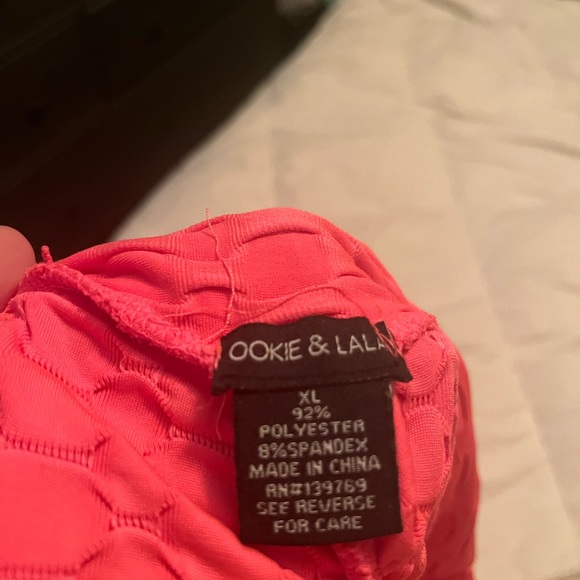 OOKIE & LALA
XL
92%
POLYESTER
8%SPANDEX
MADE IN CHINA
RN#139769
SEE REVERSE
FOR CARE